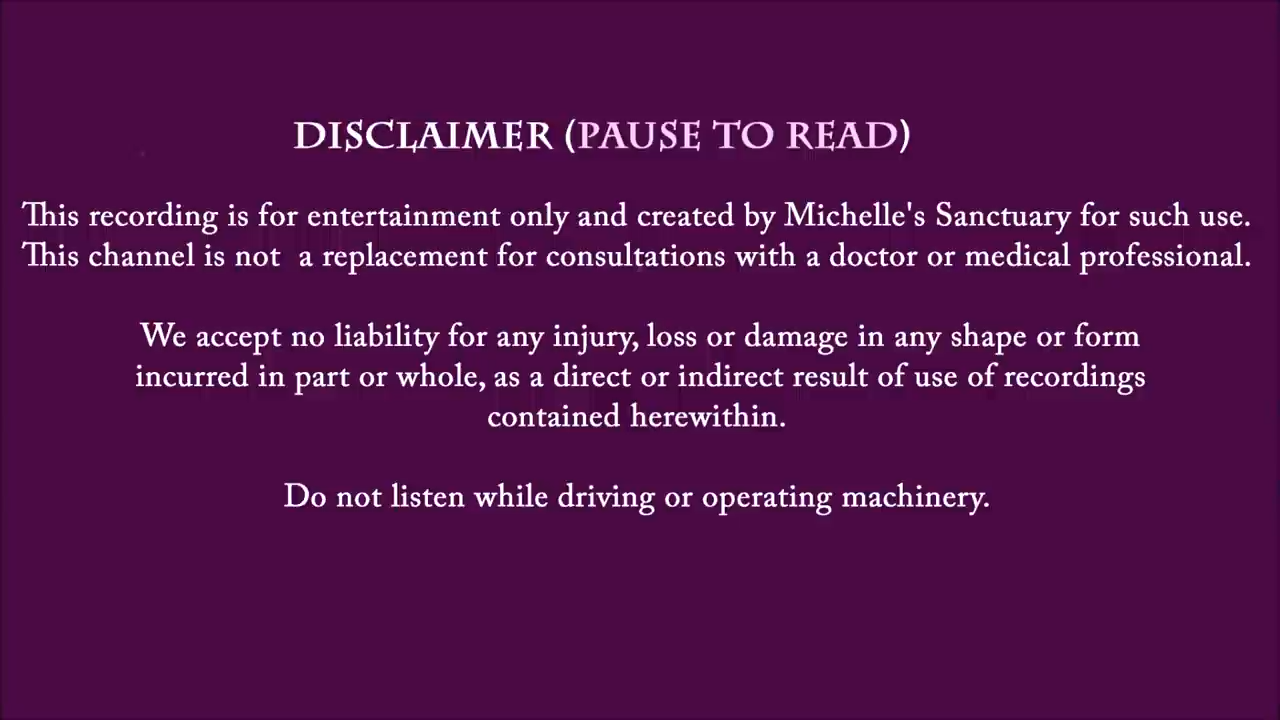 DISCLAIMER (PAUSE TO READ)
This recording is for entertainment only and created by Michelle's Sanctuary for such use.
This channel is not a replacement for consultations with a doctor or medical professional.
We accept no liability for any injury, loss or damage in any shape or form
incurred in part or whole, as a direct or indirect result of use of recordings
contained herewithin.
Do not listen while driving or operating machinery.